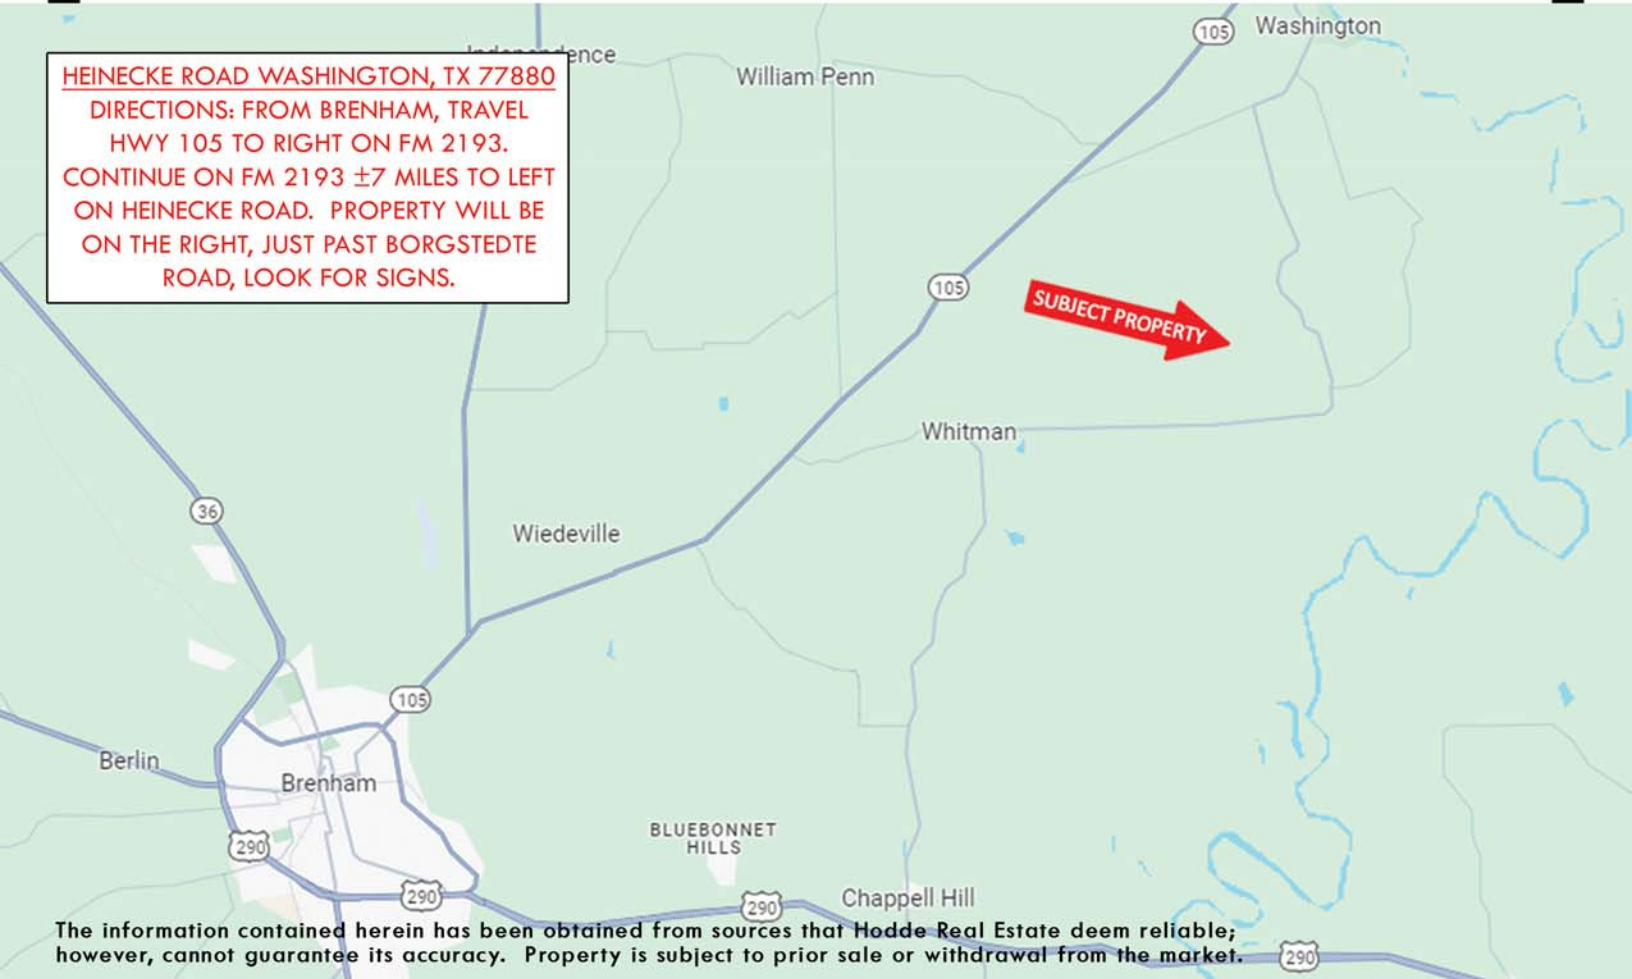 105
Washington
Independence
William Penn
HEINECKE ROAD WASHINGTON, TX 77880
DIRECTIONS: FROM BRENHAM, TRAVEL
HWY 105 TO RIGHT ON FM 2193.
CONTINUE ON FM 2193 ±7 MILES TO LEFT
ON HEINECKE ROAD. PROPERTY WILL BE
ON THE RIGHT, JUST PAST BORGSTEDTE
ROAD, LOOK FOR SIGNS.
105
SUBJECT PROPERTY
Whitman
36
Wiedeville
105
Berlin
Brenham
BLUEBONNET
HILLS
290
290
290
Chappell Hill
The information contained herein has been obtained from sources that Hodde Real Estate deem reliable;
however, cannot guarantee its accuracy. Property is subject to prior sale or withdrawal from the market.
290